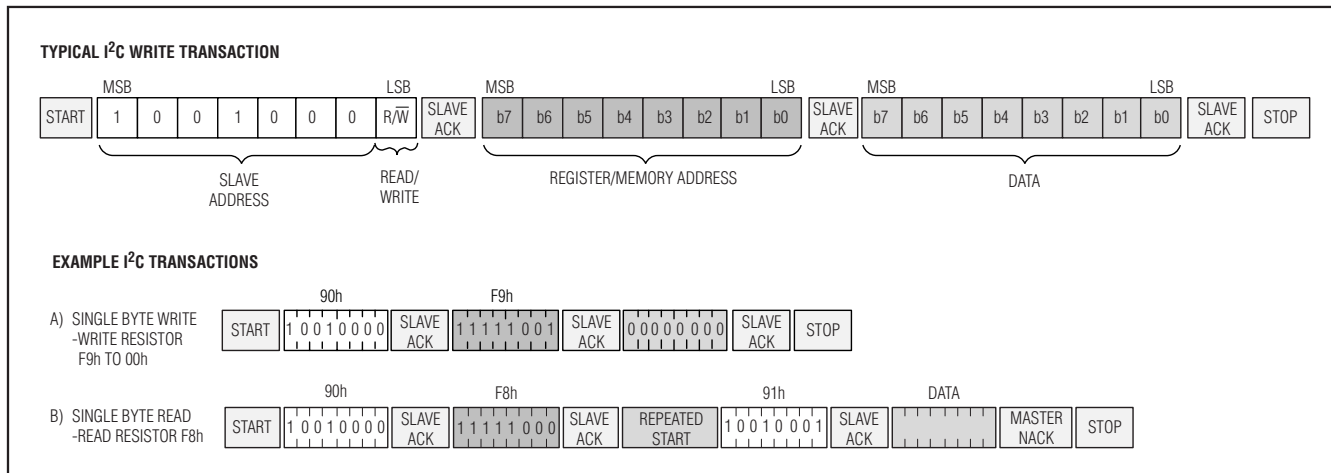 TYPICAL I²C WRITE TRANSACTION
MSB LSB MSB LSB MSB LSB
START 1 0 0 1 0 0 0 R/W̅ SLAVE ACK b7 b6 b5 b4 b3 b2 b1 b0 SLAVE ACK b7 b6 b5 b4 b3 b2 b1 b0 SLAVE ACK STOP
SLAVE ADDRESS READ/WRITE REGISTER/MEMORY ADDRESS DATA
EXAMPLE I²C TRANSACTIONS
90h F9h
A) SINGLE BYTE WRITE
-WRITE RESISTOR
F9h TO 00h
START 1 0 0 1 0 0 0 0 SLAVE ACK 1 1 1 1 1 0 0 1 SLAVE ACK 0 0 0 0 0 0 0 0 SLAVE ACK STOP
90h F8h 91h DATA
B) SINGLE BYTE READ
-READ RESISTOR F8h
START 1 0 0 1 0 0 0 0 SLAVE ACK 1 1 1 1 1 0 0 0 SLAVE ACK REPEATED START 1 0 0 1 0 0 0 1 SLAVE ACK MASTER NACK STOP